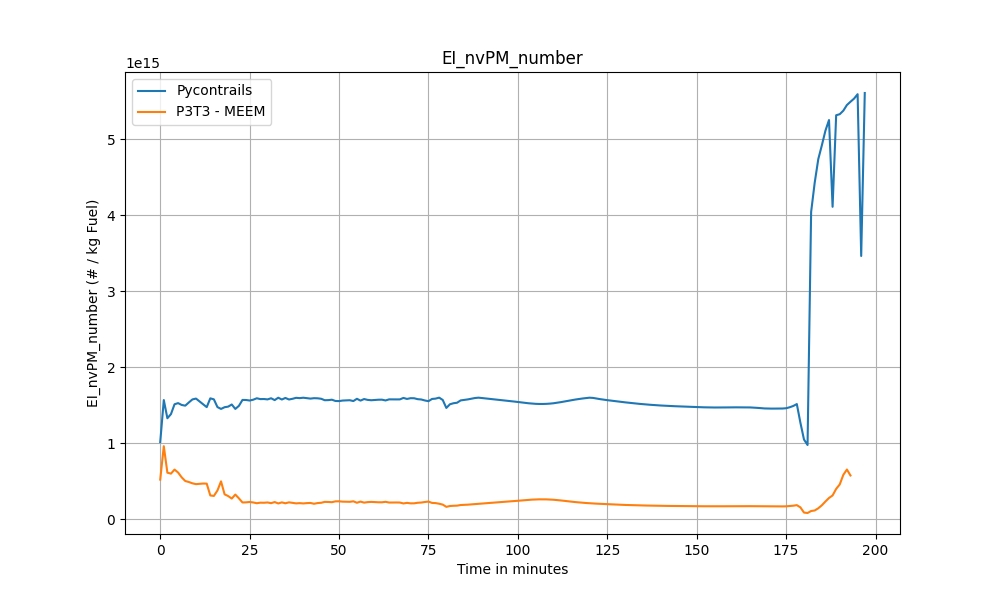 EI_nvPM_number
1e15
Pycontrails
P3T3 - MEEM
EI_nvPM_number (# / kg Fuel)
5
4
3
2
1
0
0 25 50 75 100 125 150 175 200
Time in minutes